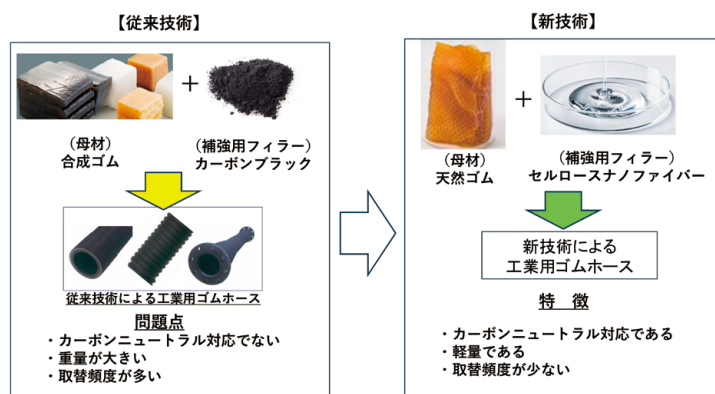 【従来技術】
+
（母材）
合成ゴム
（補強用フィラー）
カーボンブラック
従来技術による工業用ゴムホース
問題点
・カーボンニュートラル対応でない
・重量が大きい
・取替頻度が多い
【新技術】
+
（母材）
天然ゴム
（補強用フィラー）
セルロースナノファイバー
新技術による
工業用ゴムホース
特　徴
・カーボンニュートラル対応である
・軽量である
・取替頻度が少ない